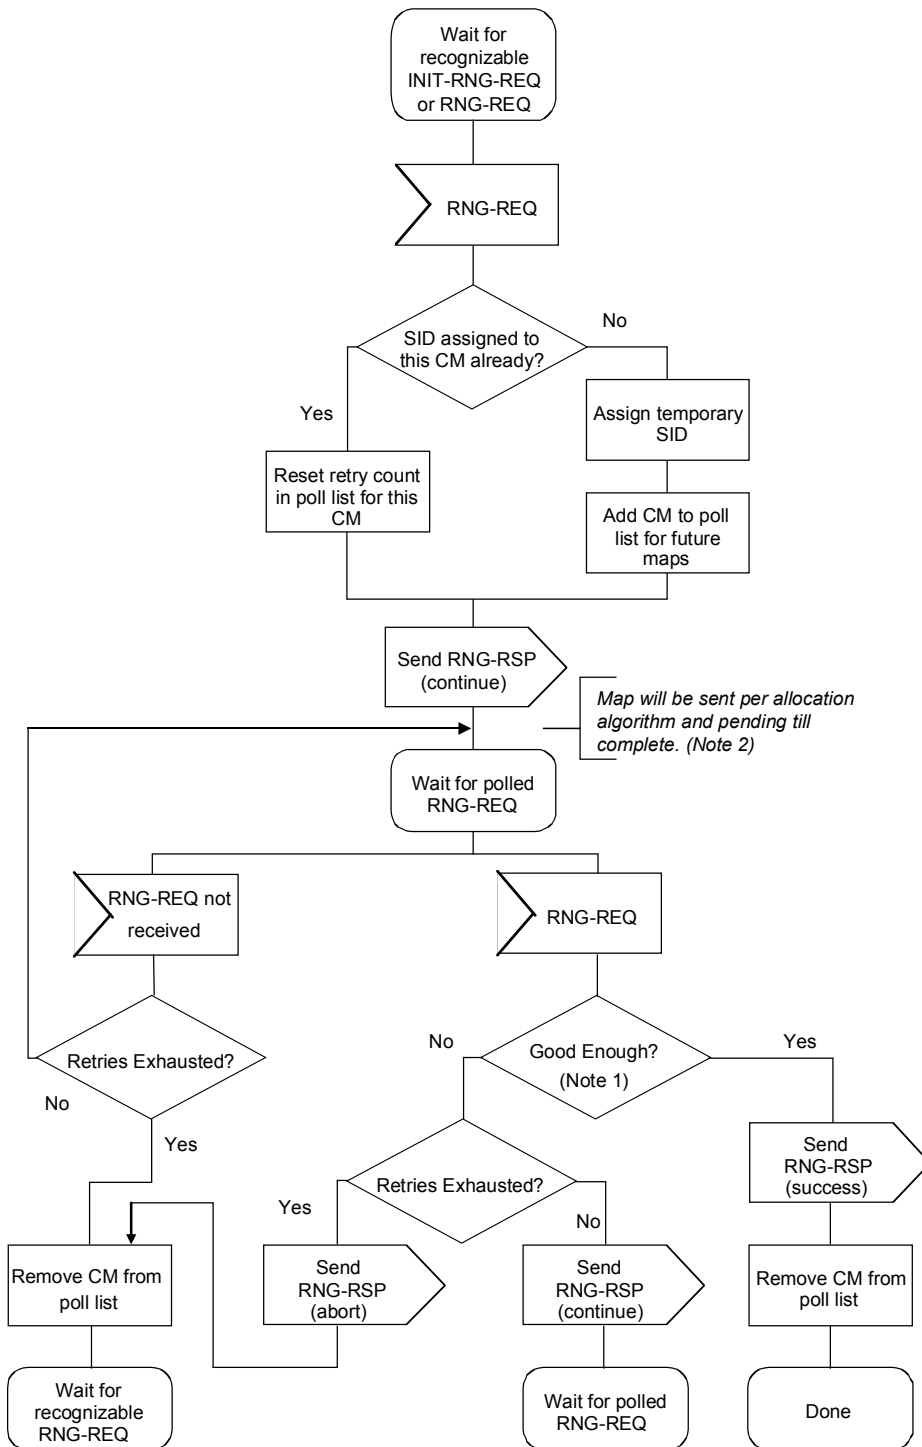 Wait for
recognizable
INIT-RNG-REQ
or RNG-REQ
RNG-REQ
SID assigned to
this CM already?
No
Yes
Assign temporary
SID
Reset retry count
in poll list for this
CM
Add CM to poll
list for future
maps
Send RNG-RSP
(continue)
Map will be sent per allocation
algorithm and pending till
complete. (Note 2)
Wait for polled
RNG-REQ
RNG-REQ not
received
RNG-REQ
Retries Exhausted?
No
Yes
Good Enough?
(Note 1)
No
Yes
Retries Exhausted?
Yes
No
Send
RNG-RSP
(success)
Remove CM from
poll list
Send
RNG-RSP
(abort)
Send
RNG-RSP
(continue)
Remove CM from
poll list
Wait for
recognizable
RNG-REQ
Wait for polled
RNG-REQ
Done